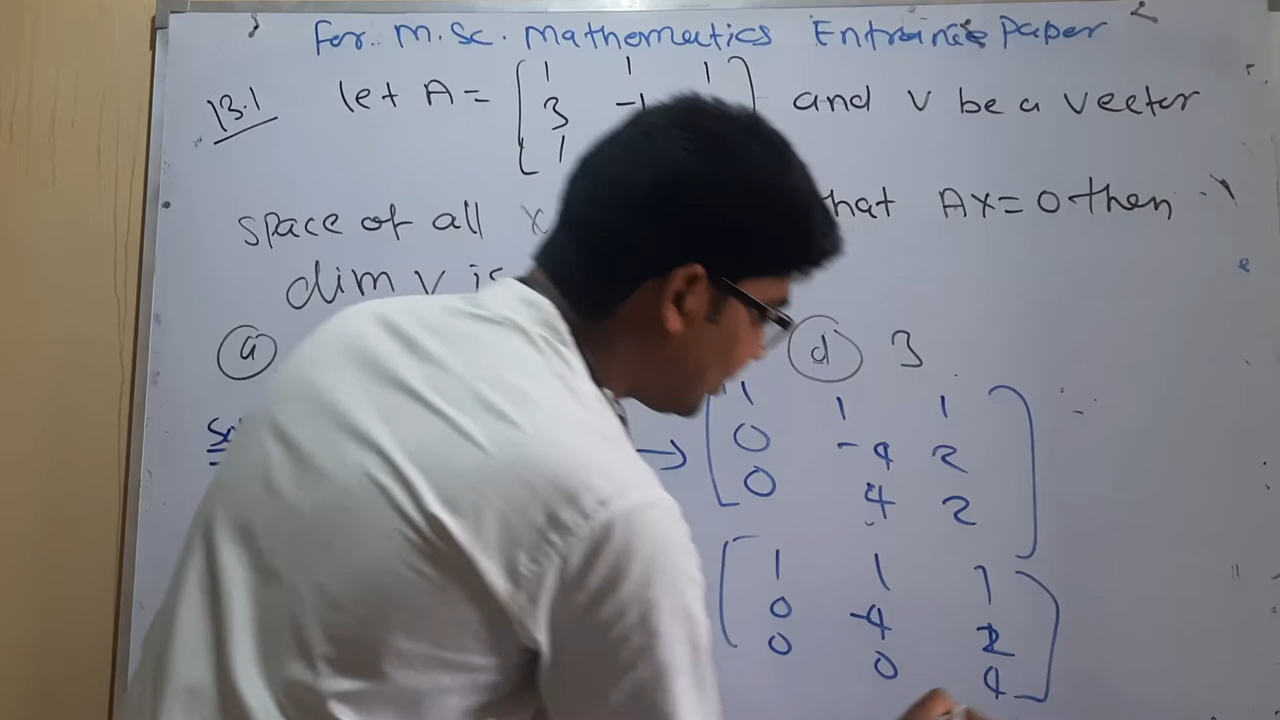 For M.Sc. Mathematics Entrance Paper
13.1 let A = [ 1 1 1
3 -1
1
and V be a vector
space of all X
that AX = 0 then
dim V is
a
d 3
→ [ 1 1 1
0 -4 2
0 4 2 ]
[ 1 1 1
0 -4 2
0 0 4 ]